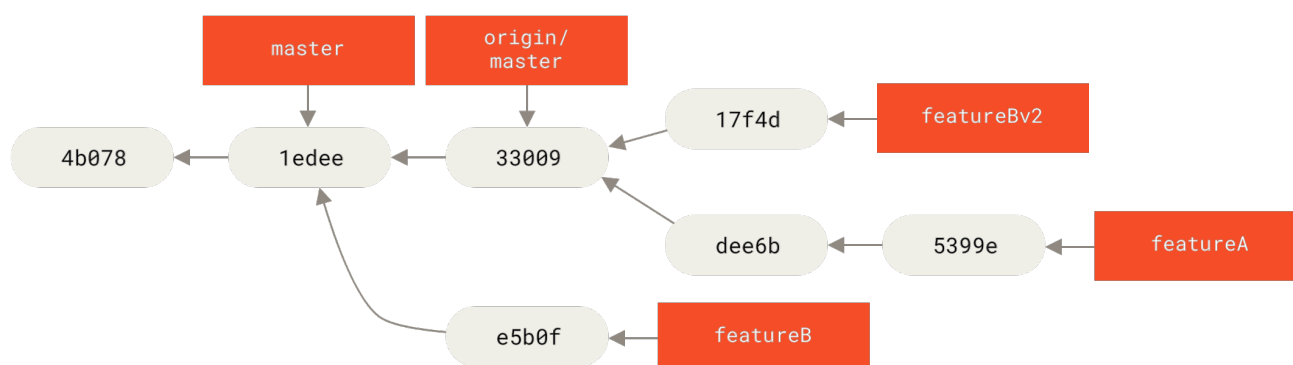 master
origin/
master
17f4d
featureBv2
4b078
1edee
33009
dee6b
5399e
featureA
e5b0f
featureB